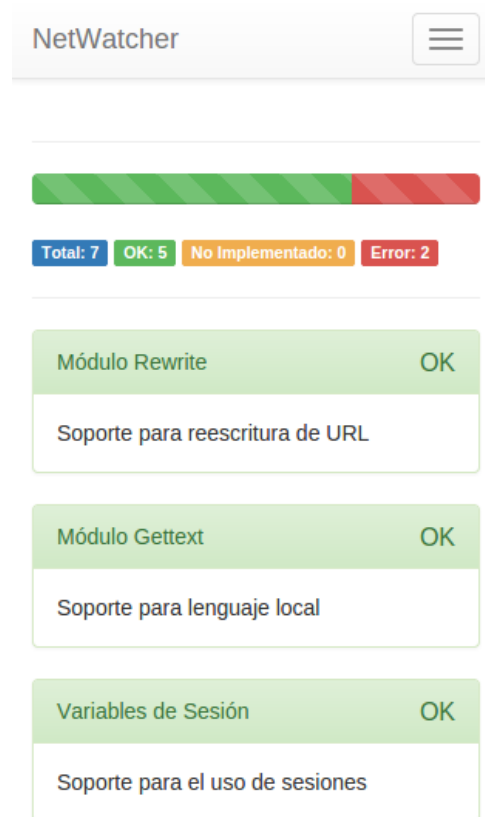 NetWatcher
Total: 7 OK: 5 No Implementado: 0 Error: 2
Módulo Rewrite OK
Soporte para reescritura de URL
Módulo Gettext OK
Soporte para lenguaje local
Variables de Sesión OK
Soporte para el uso de sesiones